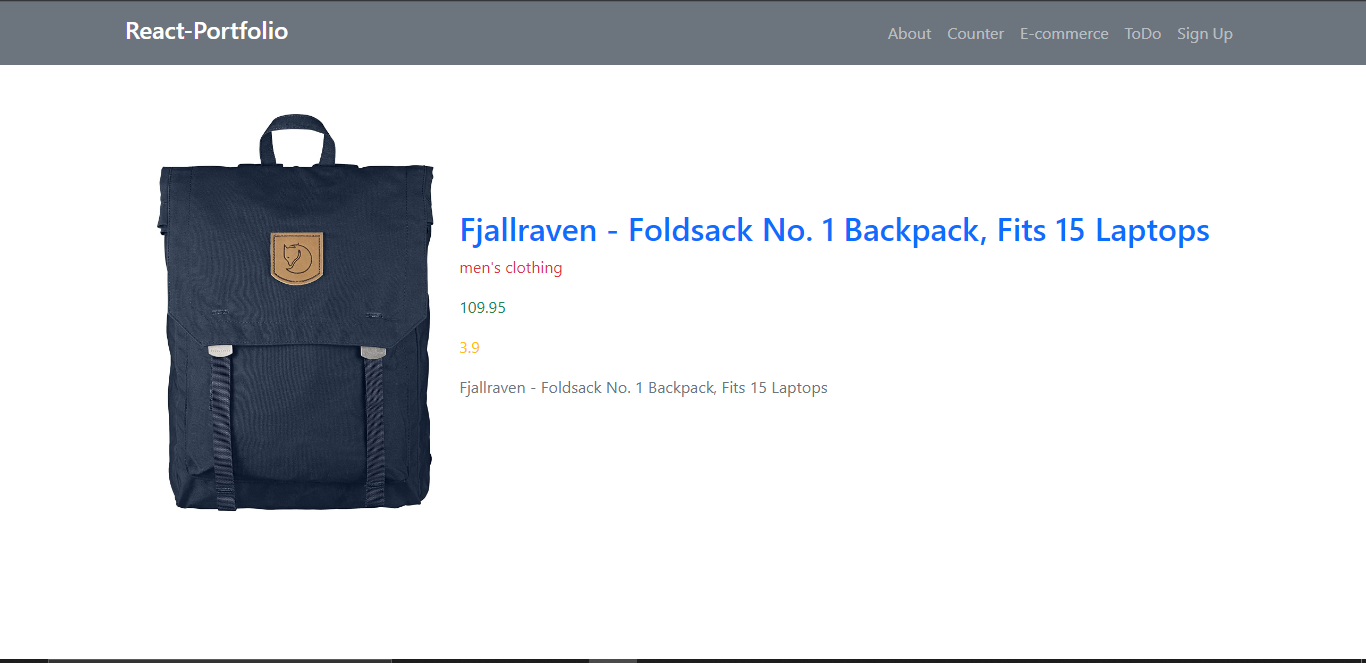 React-Portfolio
About Counter E-commerce ToDo Sign Up
Fjallraven - Foldsack No. 1 Backpack, Fits 15 Laptops
men's clothing
109.95
3.9
Fjallraven - Foldsack No. 1 Backpack, Fits 15 Laptops